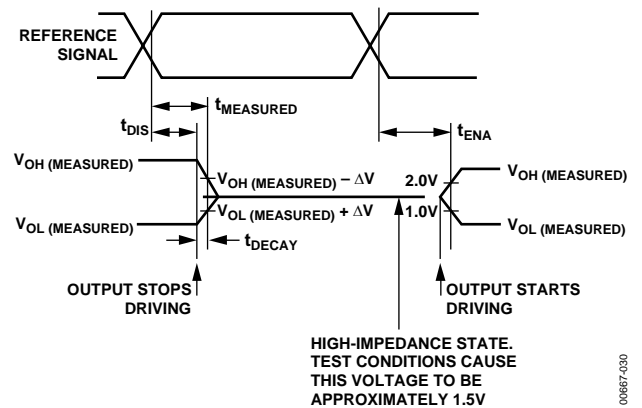 REFERENCE
SIGNAL
tMEASURED
tDIS
tENA
VOH (MEASURED)
VOH (MEASURED) – ΔV
2.0V
VOH (MEASURED)
VOL (MEASURED)
VOL (MEASURED) + ΔV
1.0V
VOL (MEASURED)
tDECAY
OUTPUT STOPS
DRIVING
OUTPUT STARTS
DRIVING
HIGH-IMPEDANCE STATE.
TEST CONDITIONS CAUSE
THIS VOLTAGE TO BE
APPROXIMATELY 1.5V
00667-030